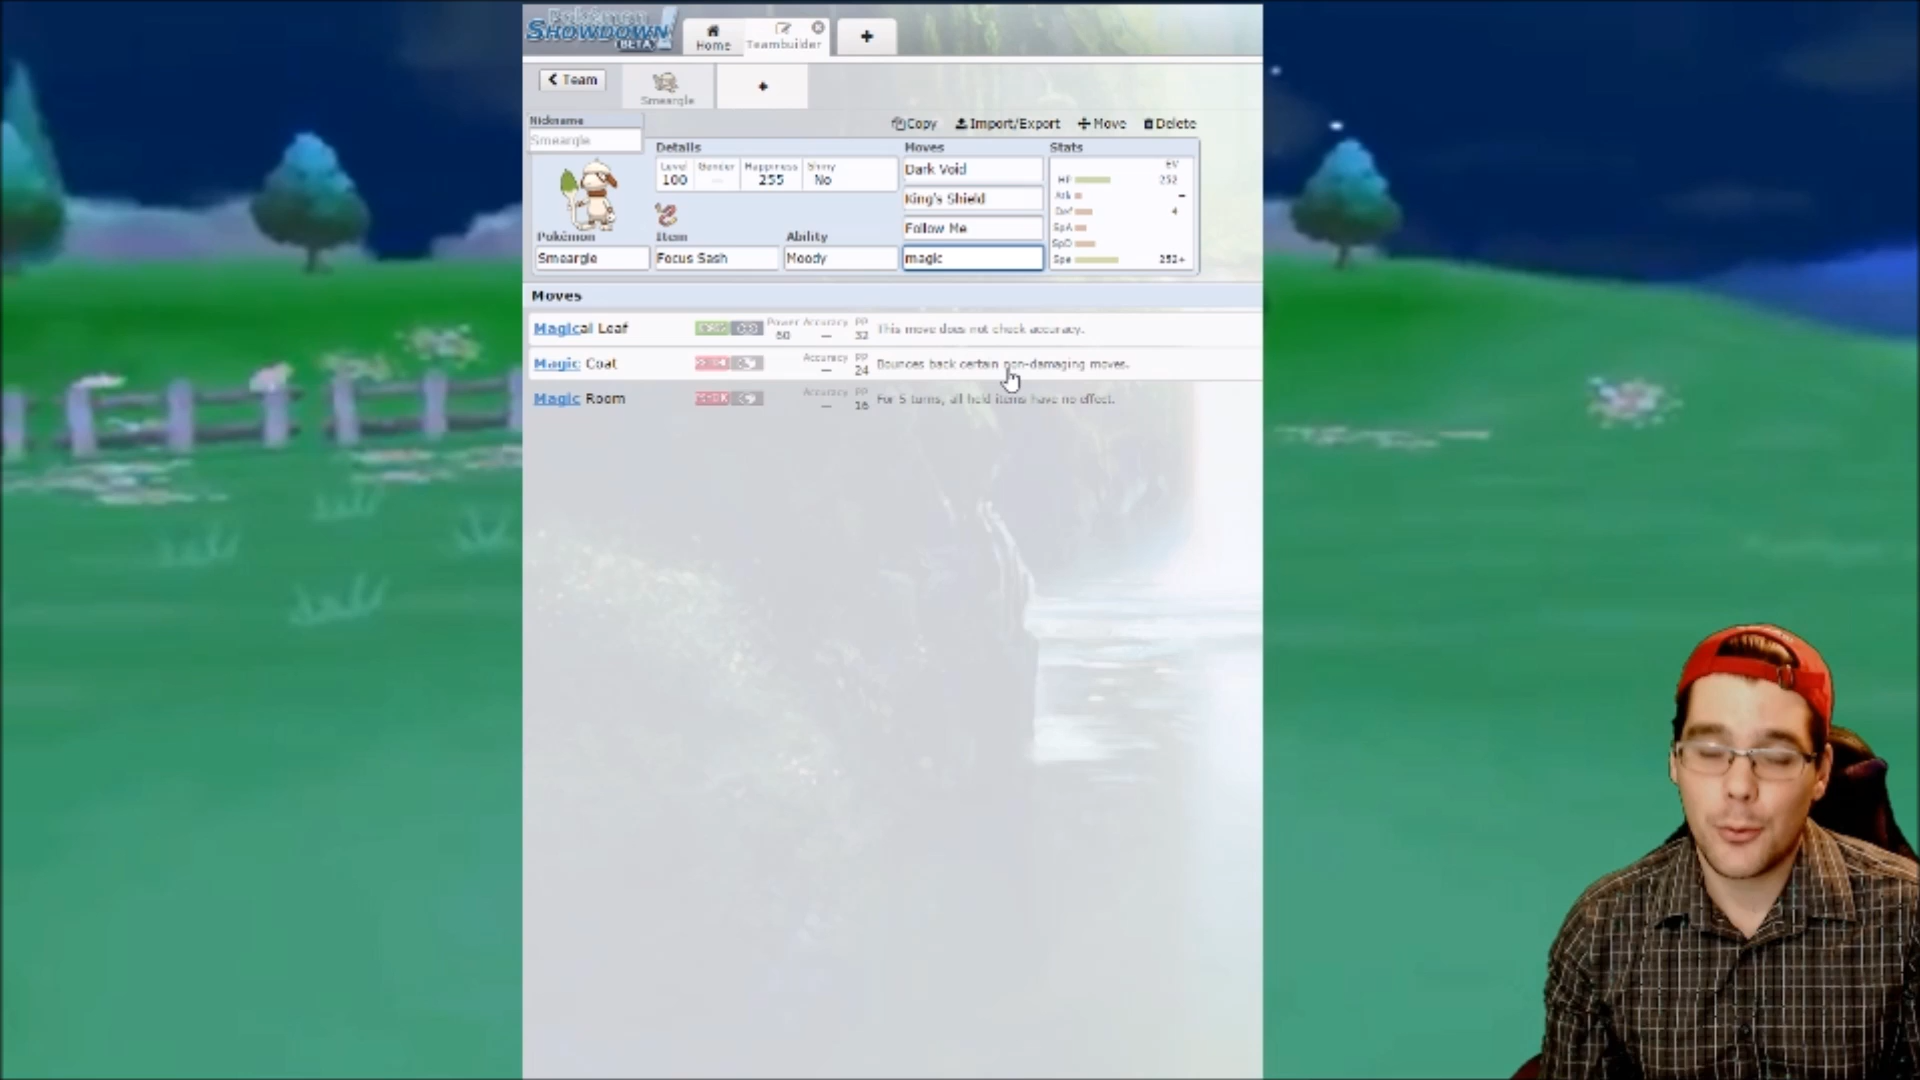 Pokémon
SHOWDOWN
BETA
Home
Teambuilder
+
Team
Smeargle
+
Nickname
Smeargle
Copy Import/Export Move Delete
Details
Level Gender Happiness Shiny
100 — 255 No
Pokémon
Smeargle
Item
Focus Sash
Ability
Moody
Moves
Dark Void
King's Shield
Follow Me
magic
Stats
EV
HP 252
Atk -
Def 4
SpA
SpD
Spe 252+
Moves
Magical Leaf Power 60 Accuracy — PP 32 This move does not check accuracy.
Magic Coat Accuracy — PP 24 Bounces back certain non-damaging moves.
Magic Room Accuracy — PP 16 For 5 turns, all held items have no effect.